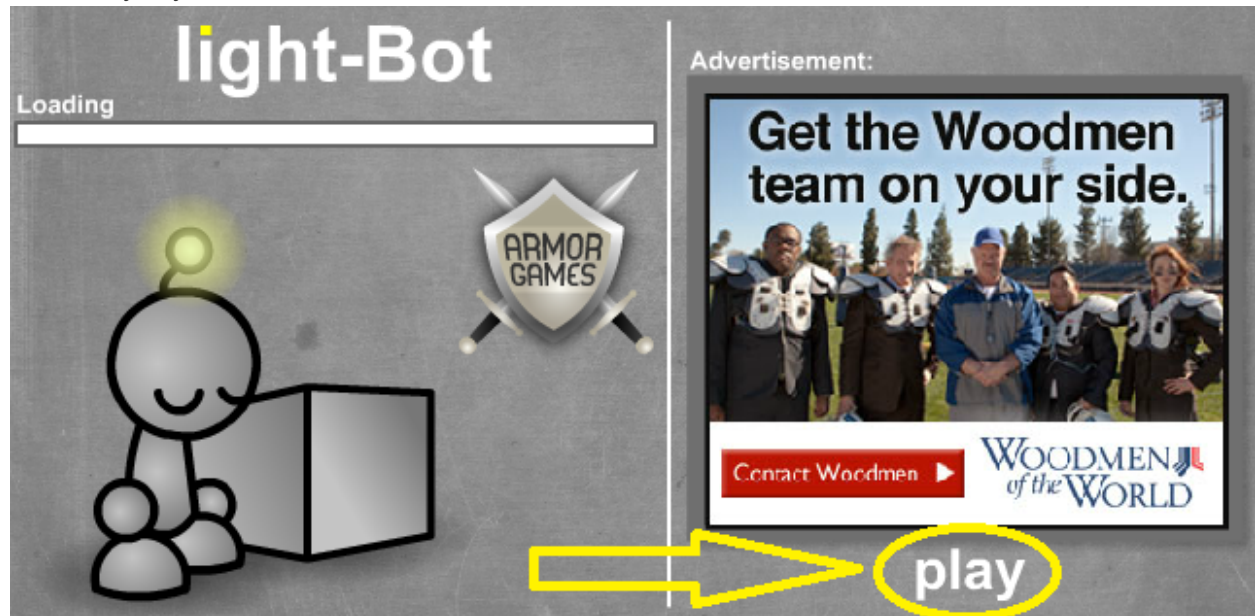 light-Bot
Loading
ARMOR
GAMES
Advertisement:
Get the Woodmen
team on your side.
Contact Woodmen
WOODMEN
of the WORLD
play